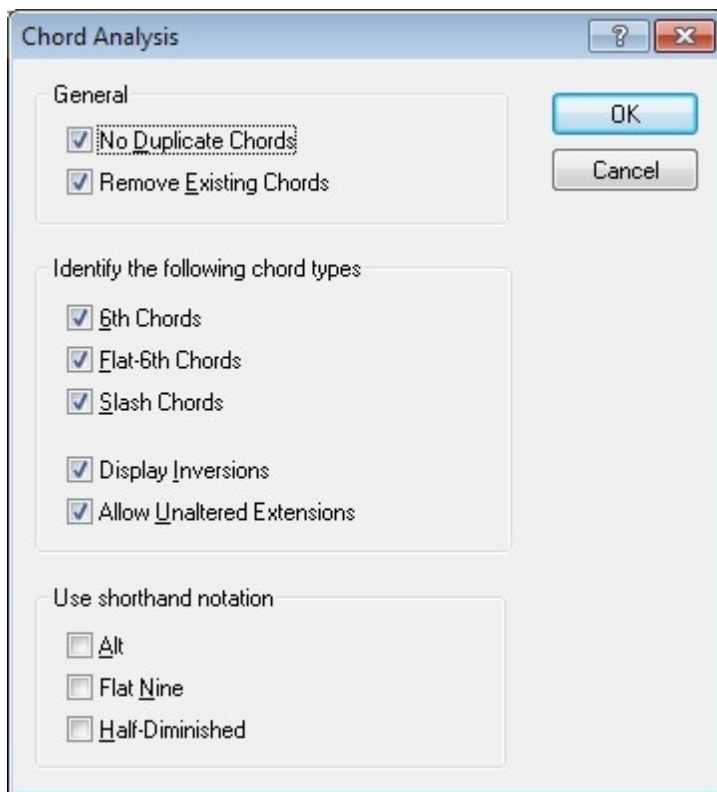 Chord Analysis
General
No Duplicate Chords
Remove Existing Chords
OK
Cancel
Identify the following chord types
6th Chords
Flat-6th Chords
Slash Chords
Display Inversions
Allow Unaltered Extensions
Use shorthand notation
Alt
Flat Nine
Half-Diminished